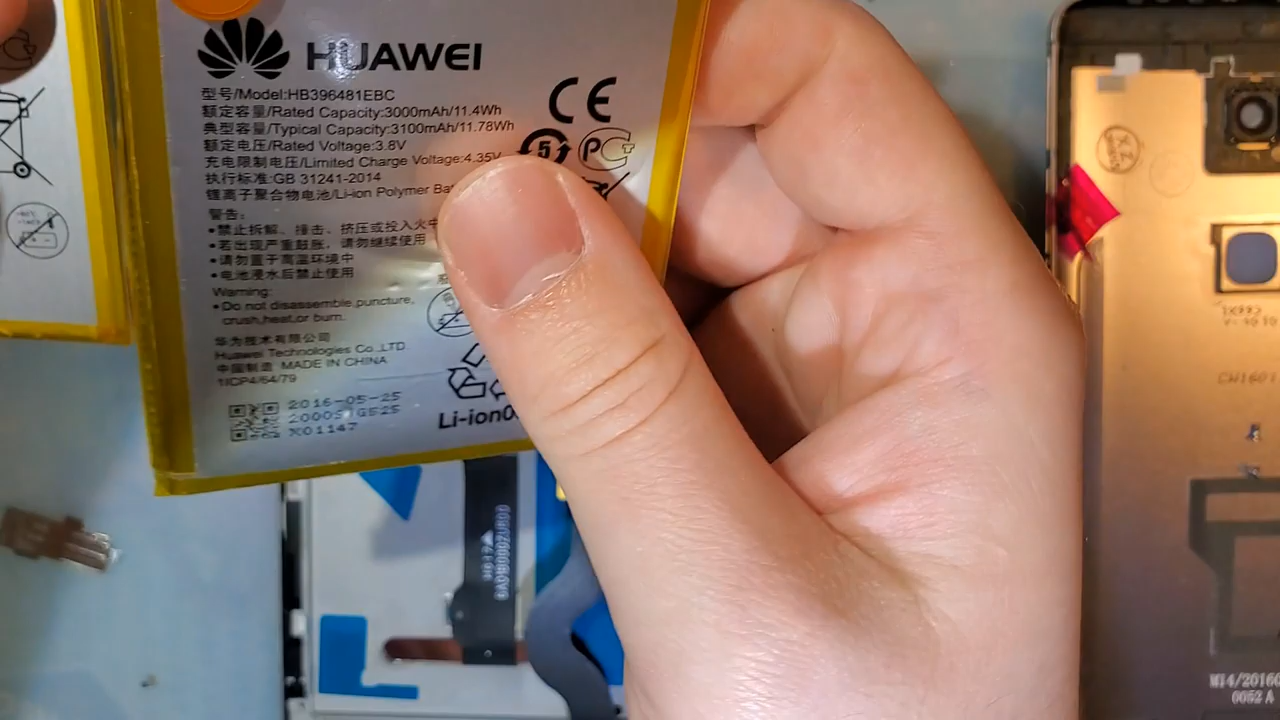 HUAWEI
型号/Model:HB396481EBC
额定容量/Rated Capacity:3000mAh/11.4Wh
典型容量/Typical Capacity:3100mAh/11.78Wh
额定电压/Rated Voltage:3.8V
充电限制电压/Limited Charge Voltage:4.35V
执行标准:GB 31241-2014
锂离子聚合物电池/Li-ion Polymer
CE
5
PC
警告:
•禁止拆解、撞击、挤压或投入火中
•若出现严重鼓胀，请勿继续使用
•请勿置于高温环境中
•电池浸水后禁止使用
Warning:
•Do not disassemble,puncture,
crush,heat,or burn.
华为技术有限公司
Huawei Technologies Co.,LTD
中国制造 MADE IN CHINA
1ICP4/64/79
2016-05-25
X01147
Li-ion